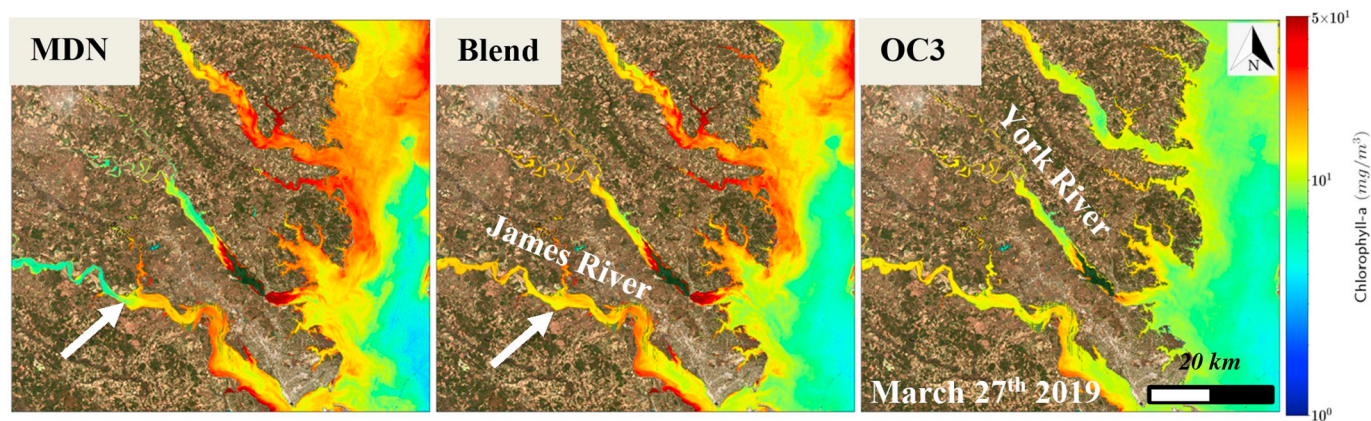 MDN
Blend
OC3
N
York River
James River
March 27th 2019
20 km
5×10¹
10¹
10⁰
Chlorophyll-a (mg/m³)